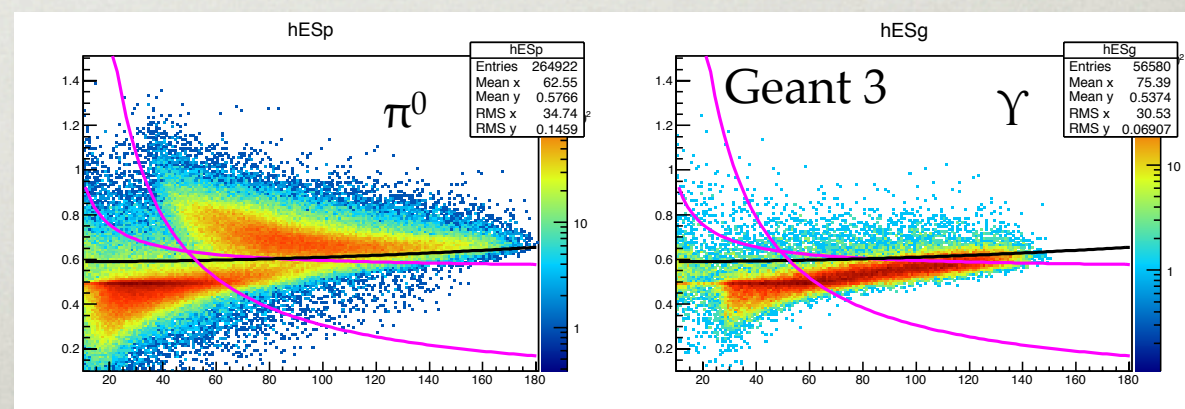 hESp
hESp
Entries 264922
Mean x 62.55
Mean y 0.5766
RMS x 34.74
RMS y 0.1459
π⁰
1.4
1.2
1
0.8
0.6
0.4
0.2
20 40 60 80 100 120 140 160 180
10
1
hESg
hESg
Entries 56580
Mean x 75.39
Mean y 0.5374
RMS x 30.53
RMS y 0.06907
Geant 3
ϒ
1.4
1.2
1
0.8
0.6
0.4
0.2
20 40 60 80 100 120 140 160 180
10
1